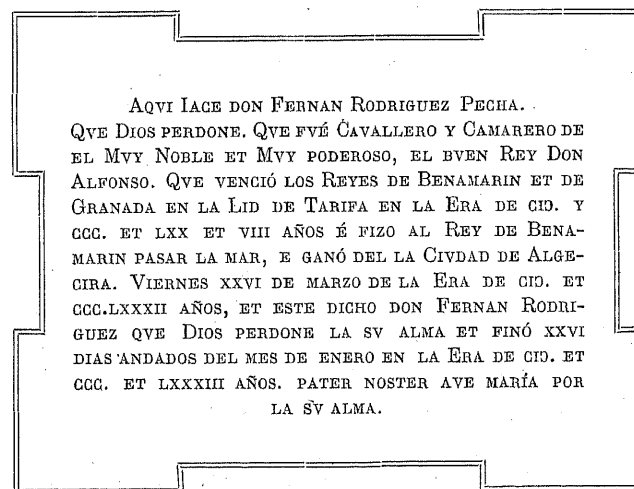 AQVI IACE DON FERNAN RODRIGUEZ PECHA.
QVE DIOS PERDONE. QVE FVÉ CAVALLERO Y CAMARERO DE
EL MVY NOBLE ET MVY PODEROSO, EL BVEN REY DON
ALFONSO. QVE VENCIÓ LOS REYES DE BENAMARIN ET DE
GRANADA EN LA LID DE TARIFA EN LA ERA DE CIƆ. Y
CCC. ET LXX ET VIII AÑOS É FIZO AL REY DE BENA-
MARIN PASAR LA MAR, E GANÓ DEL LA CIVDAD DE ALGE-
CIRA. VIERNES XXVI DE MARZO DE LA ERA DE CIƆ. ET
CCC.LXXXII AÑOS, ET ESTE DICHO DON FERNAN RODRI-
GUEZ QVE DIOS PERDONE LA SV ALMA ET FINÓ XXVI
DIAS ANDADOS DEL MES DE ENERO EN LA ERA DE CIƆ. ET
CCC. ET LXXXIII AÑOS. PATER NOSTER AVE MARÍA POR
LA SV ALMA.